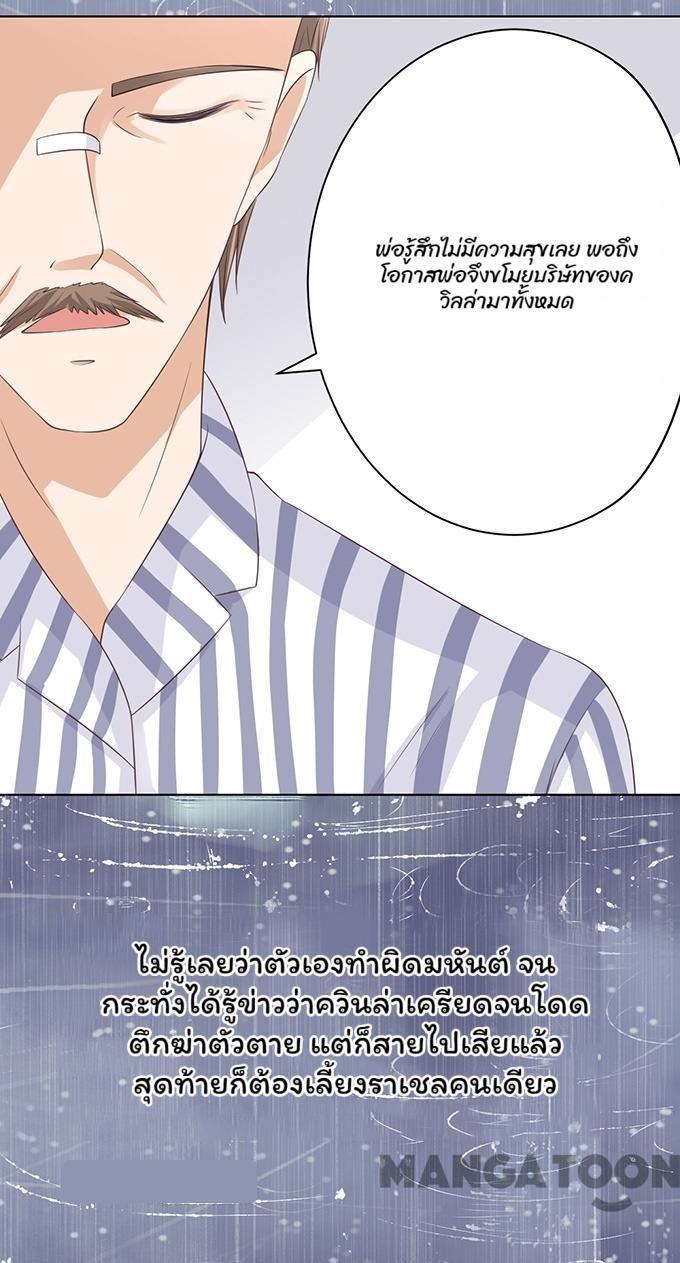 พ่อรู้สึกไม่มีความสุขเลย พอถึง
โอกาสพ่อจึงขโมยบริษัทของค
วิลล่ามาทั้งหมด
ไม่รู้เลยว่าตัวเองทำผิดมหันต์ จน
กระทั่งได้รู้ข่าวว่าควินล่าเครียดจนโดด
ตึกฆ่าตัวตาย แต่ก็สายไปเสียแล้ว
สุดท้ายก็ต้องเลี้ยงราเชลคนเดียว
MANGATOON